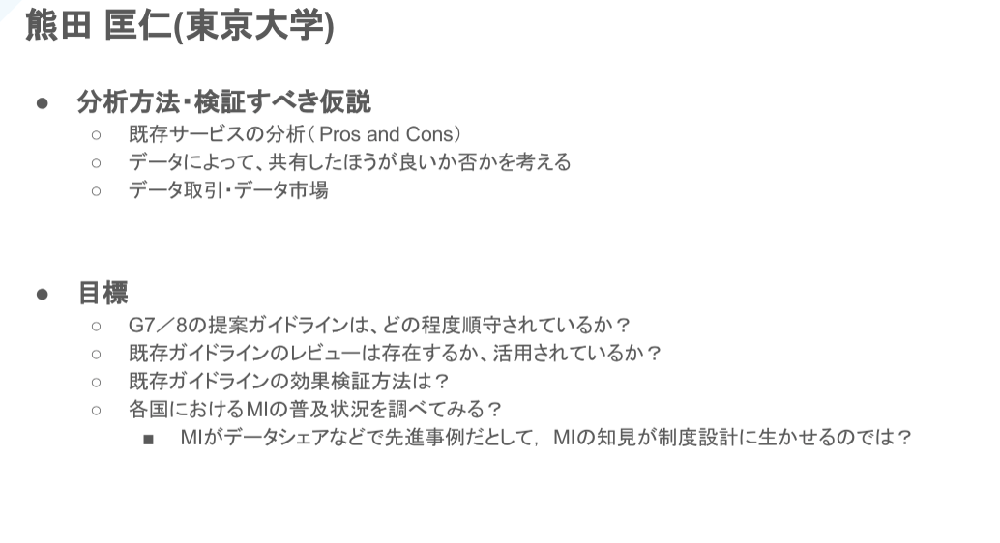 熊田 匡仁(東京大学)
● 分析方法・検証すべき仮説
○ 既存サービスの分析（Pros and Cons）
○ データによって、共有したほうが良いか否かを考える
○ データ取引・データ市場
● 目標
○ G7／8の提案ガイドラインは、どの程度順守されているか？
○ 既存ガイドラインのレビューは存在するか、活用されているか？
○ 既存ガイドラインの効果検証方法は？
○ 各国におけるMIの普及状況を調べてみる？
■ MIがデータシェアなどで先進事例だとして，MIの知見が制度設計に生かせるのでは？